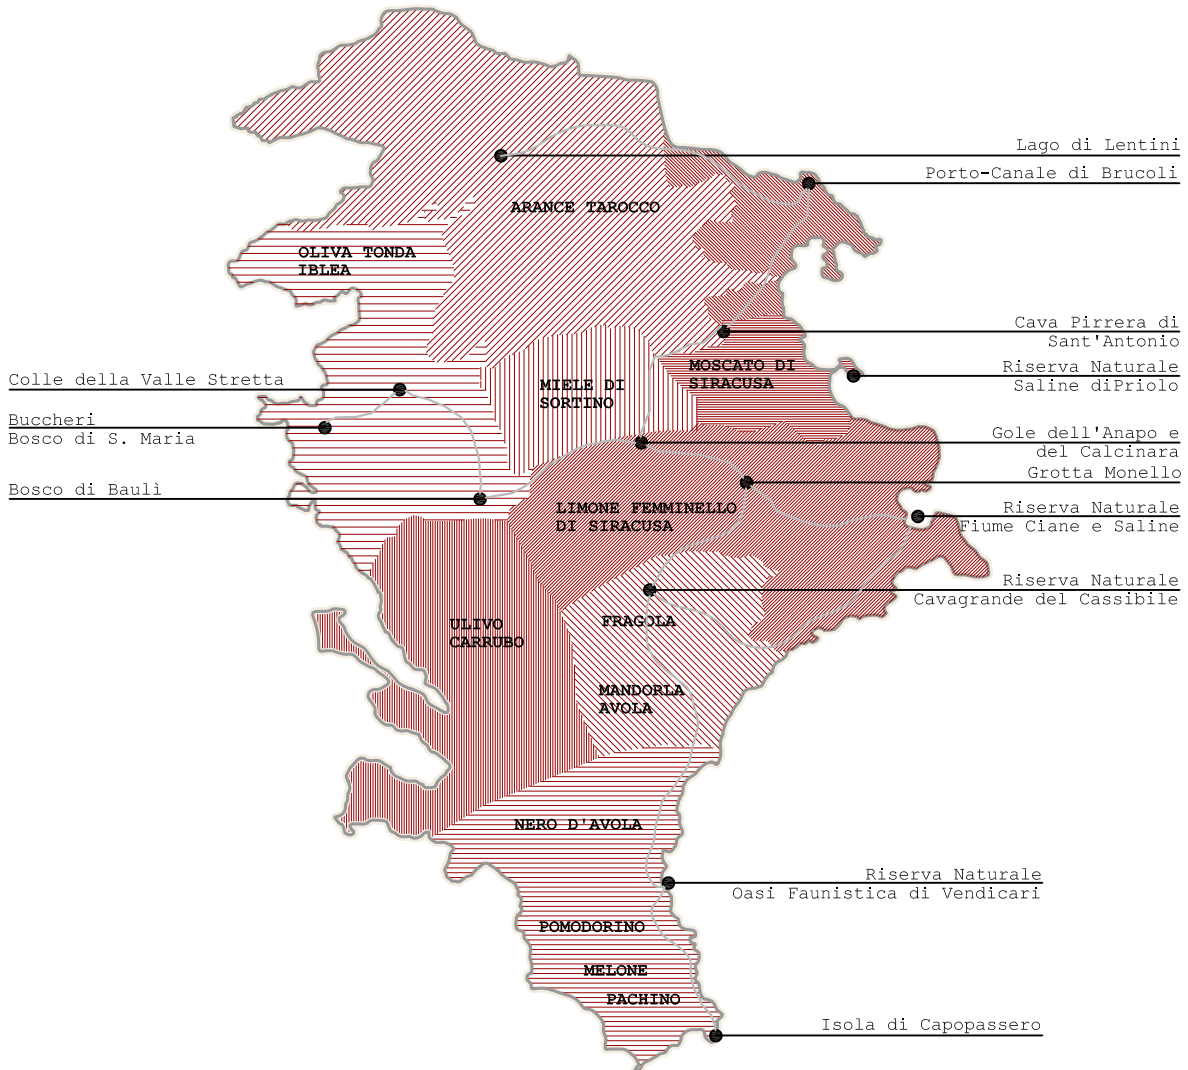 Lago di Lentini
Porto-Canale di Brucoli
ARANCE TAROCCO
OLIVA TONDA
IBLEA
Cava Pirrera di
Sant'Antonio
MOSCATO DI
SIRACUSA
Riserva Naturale
Saline diPriolo
Colle della Valle Stretta
MIELE DI
SORTINO
Buccheri
Bosco di S. Maria
Gole dell'Anapo e
del Calcinara
Grotta Monello
Bosco di Baulì
LIMONE FEMMINELLO
DI SIRACUSA
Riserva Naturale
Fiume Ciane e Saline
Riserva Naturale
Cavagrande del Cassibile
ULIVO
CARRUBO
FRAGOLA
MANDORLA
AVOLA
NERO D'AVOLA
Riserva Naturale
Oasi Faunistica di Vendicari
POMODORINO
MELONE
PACHINO
Isola di Capopassero